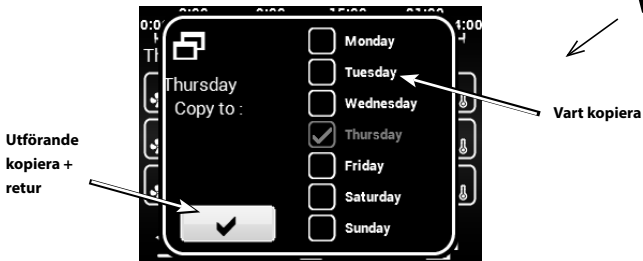 Thursday
Copy to :
Monday
Tuesday
Wednesday
Thursday
Friday
Saturday
Sunday
Utförande
kopiera +
retur
Vart kopiera